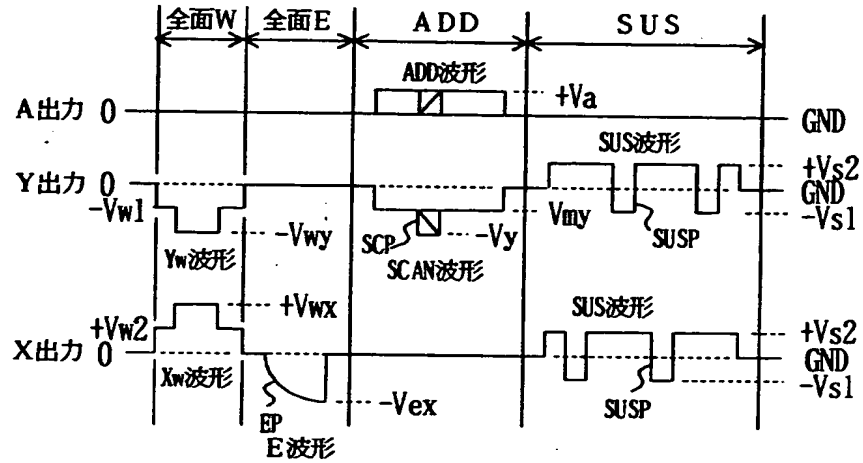 全面W 全面E ADD SUS
ADD波形
+Va
A出力 0
GND
SUS波形
+Vs2
Y出力 0
GND
-Vw1
Vmy
-Vs1
-Vwy
SCP
-Vy
SUSP
Yw波形
SCAN波形
+Vwx
SUS波形
+Vw2
+Vs2
X出力 0
GND
Xw波形
-Vs1
-Vex
SUSP
EP
E波形